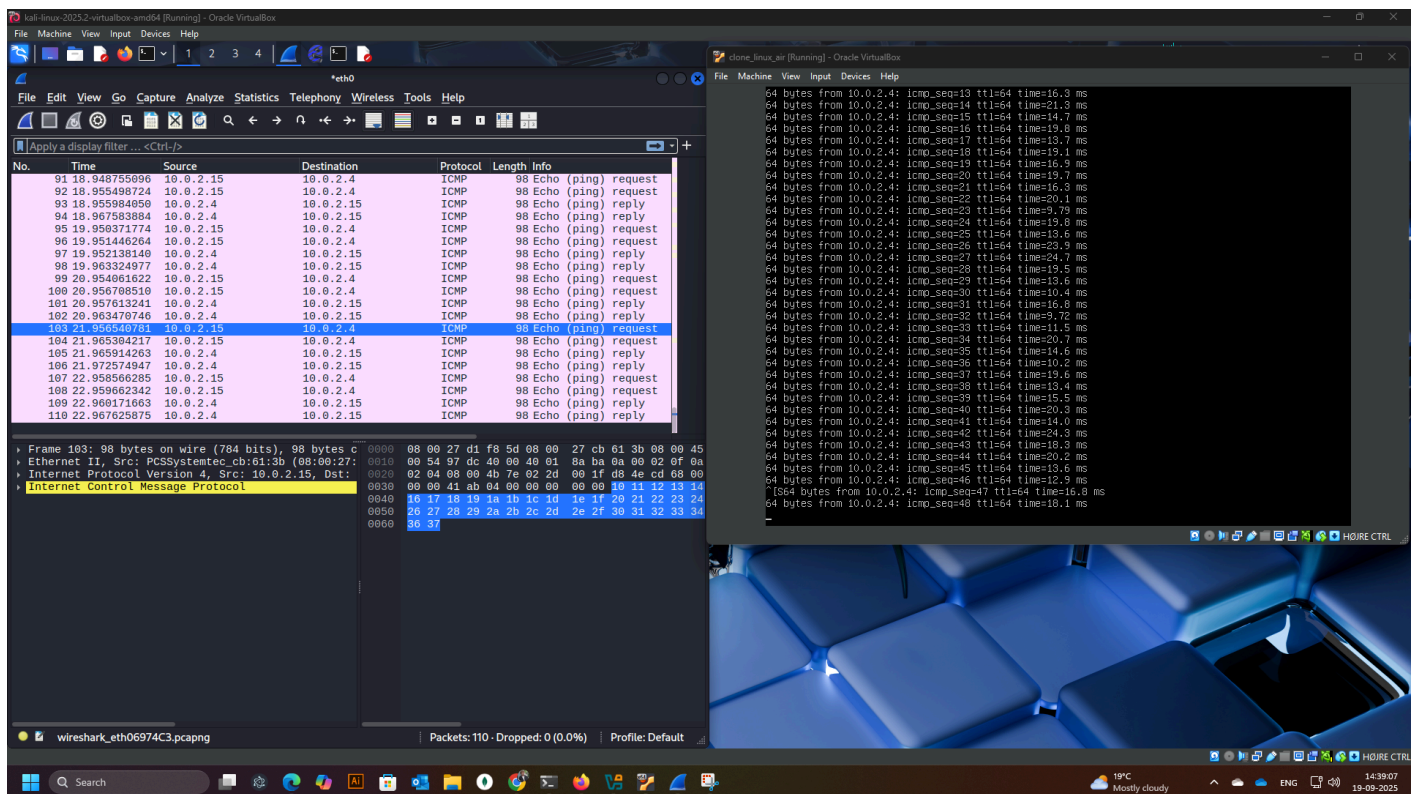 kali-linux-2025.2-virtualbox-amd64 [Running] - Oracle VirtualBox
File Machine View Input Devices Help
1 2 3 4
*eth0
File Edit View Go Capture Analyze Statistics Telephony Wireless Tools Help
Apply a display filter ... <Ctrl-/>
No. Time Source Destination Protocol Length Info
91 18.948755096 10.0.2.15 10.0.2.4 ICMP 98 Echo (ping) request
92 18.955498724 10.0.2.15 10.0.2.4 ICMP 98 Echo (ping) request
93 18.955984050 10.0.2.4 10.0.2.15 ICMP 98 Echo (ping) reply
94 18.967583884 10.0.2.4 10.0.2.15 ICMP 98 Echo (ping) reply
95 19.950371774 10.0.2.15 10.0.2.4 ICMP 98 Echo (ping) request
96 19.951446264 10.0.2.15 10.0.2.4 ICMP 98 Echo (ping) request
97 19.952138140 10.0.2.4 10.0.2.15 ICMP 98 Echo (ping) reply
98 19.963324977 10.0.2.4 10.0.2.15 ICMP 98 Echo (ping) reply
99 20.954061622 10.0.2.15 10.0.2.4 ICMP 98 Echo (ping) request
100 20.956708510 10.0.2.15 10.0.2.4 ICMP 98 Echo (ping) request
101 20.957613241 10.0.2.4 10.0.2.15 ICMP 98 Echo (ping) reply
102 20.963470746 10.0.2.4 10.0.2.15 ICMP 98 Echo (ping) reply
103 21.956540781 10.0.2.15 10.0.2.4 ICMP 98 Echo (ping) request
104 21.965304217 10.0.2.15 10.0.2.4 ICMP 98 Echo (ping) request
105 21.965914263 10.0.2.4 10.0.2.15 ICMP 98 Echo (ping) reply
106 21.972574947 10.0.2.4 10.0.2.15 ICMP 98 Echo (ping) reply
107 22.958566285 10.0.2.15 10.0.2.4 ICMP 98 Echo (ping) request
108 22.959662342 10.0.2.15 10.0.2.4 ICMP 98 Echo (ping) request
109 22.960171663 10.0.2.4 10.0.2.15 ICMP 98 Echo (ping) reply
110 22.967625875 10.0.2.4 10.0.2.15 ICMP 98 Echo (ping) reply
Frame 103: 98 bytes on wire (784 bits), 98 bytes c
Ethernet II, Src: PCSSystemtec_cb:61:3b (08:00:27:
Internet Protocol Version 4, Src: 10.0.2.15, Dst:
Internet Control Message Protocol
0000 08 00 27 d1 f8 5d 08 00 27 cb 61 3b 08 00 45
0010 00 54 97 dc 40 00 40 01 8a ba 0a 00 02 0f 0a
0020 02 04 08 00 4b 7e 02 2d 00 1f d8 4e cd 68 00
0030 00 00 41 ab 04 00 00 00 00 00 10 11 12 13 14
0040 16 17 18 19 1a 1b 1c 1d 1e 1f 20 21 22 23 24
0050 26 27 28 29 2a 2b 2c 2d 2e 2f 30 31 32 33 34
0060 36 37
wireshark_eth06974C3.pcapng
Packets: 110 · Dropped: 0 (0.0%)
Profile: Default
clone_linux_air [Running] - Oracle VirtualBox
File Machine View Input Devices Help
64 bytes from 10.0.2.4: icmp_seq=13 ttl=64 time=16.3 ms
64 bytes from 10.0.2.4: icmp_seq=14 ttl=64 time=21.3 ms
64 bytes from 10.0.2.4: icmp_seq=15 ttl=64 time=14.7 ms
64 bytes from 10.0.2.4: icmp_seq=16 ttl=64 time=19.8 ms
64 bytes from 10.0.2.4: icmp_seq=17 ttl=64 time=13.7 ms
64 bytes from 10.0.2.4: icmp_seq=18 ttl=64 time=19.1 ms
64 bytes from 10.0.2.4: icmp_seq=19 ttl=64 time=16.9 ms
64 bytes from 10.0.2.4: icmp_seq=20 ttl=64 time=19.7 ms
64 bytes from 10.0.2.4: icmp_seq=21 ttl=64 time=16.3 ms
64 bytes from 10.0.2.4: icmp_seq=22 ttl=64 time=20.1 ms
64 bytes from 10.0.2.4: icmp_seq=23 ttl=64 time=9.79 ms
64 bytes from 10.0.2.4: icmp_seq=24 ttl=64 time=19.8 ms
64 bytes from 10.0.2.4: icmp_seq=25 ttl=64 time=13.6 ms
64 bytes from 10.0.2.4: icmp_seq=26 ttl=64 time=23.9 ms
64 bytes from 10.0.2.4: icmp_seq=27 ttl=64 time=24.7 ms
64 bytes from 10.0.2.4: icmp_seq=28 ttl=64 time=19.5 ms
64 bytes from 10.0.2.4: icmp_seq=29 ttl=64 time=13.6 ms
64 bytes from 10.0.2.4: icmp_seq=30 ttl=64 time=10.4 ms
64 bytes from 10.0.2.4: icmp_seq=31 ttl=64 time=16.8 ms
64 bytes from 10.0.2.4: icmp_seq=32 ttl=64 time=9.72 ms
64 bytes from 10.0.2.4: icmp_seq=33 ttl=64 time=11.5 ms
64 bytes from 10.0.2.4: icmp_seq=34 ttl=64 time=20.7 ms
64 bytes from 10.0.2.4: icmp_seq=35 ttl=64 time=14.6 ms
64 bytes from 10.0.2.4: icmp_seq=36 ttl=64 time=10.2 ms
64 bytes from 10.0.2.4: icmp_seq=37 ttl=64 time=19.6 ms
64 bytes from 10.0.2.4: icmp_seq=38 ttl=64 time=13.4 ms
64 bytes from 10.0.2.4: icmp_seq=39 ttl=64 time=15.5 ms
64 bytes from 10.0.2.4: icmp_seq=40 ttl=64 time=20.3 ms
64 bytes from 10.0.2.4: icmp_seq=41 ttl=64 time=14.0 ms
64 bytes from 10.0.2.4: icmp_seq=42 ttl=64 time=24.3 ms
64 bytes from 10.0.2.4: icmp_seq=43 ttl=64 time=18.3 ms
64 bytes from 10.0.2.4: icmp_seq=44 ttl=64 time=20.2 ms
64 bytes from 10.0.2.4: icmp_seq=45 ttl=64 time=13.6 ms
64 bytes from 10.0.2.4: icmp_seq=46 ttl=64 time=12.9 ms
^[S64 bytes from 10.0.2.4: icmp_seq=47 ttl=64 time=16.8 ms
64 bytes from 10.0.2.4: icmp_seq=48 ttl=64 time=18.1 ms
HØJRE CTRL
HØJRE CTRL
Search
Ai
19°C
Mostly cloudy
ENG
14:39:07
19-09-2025